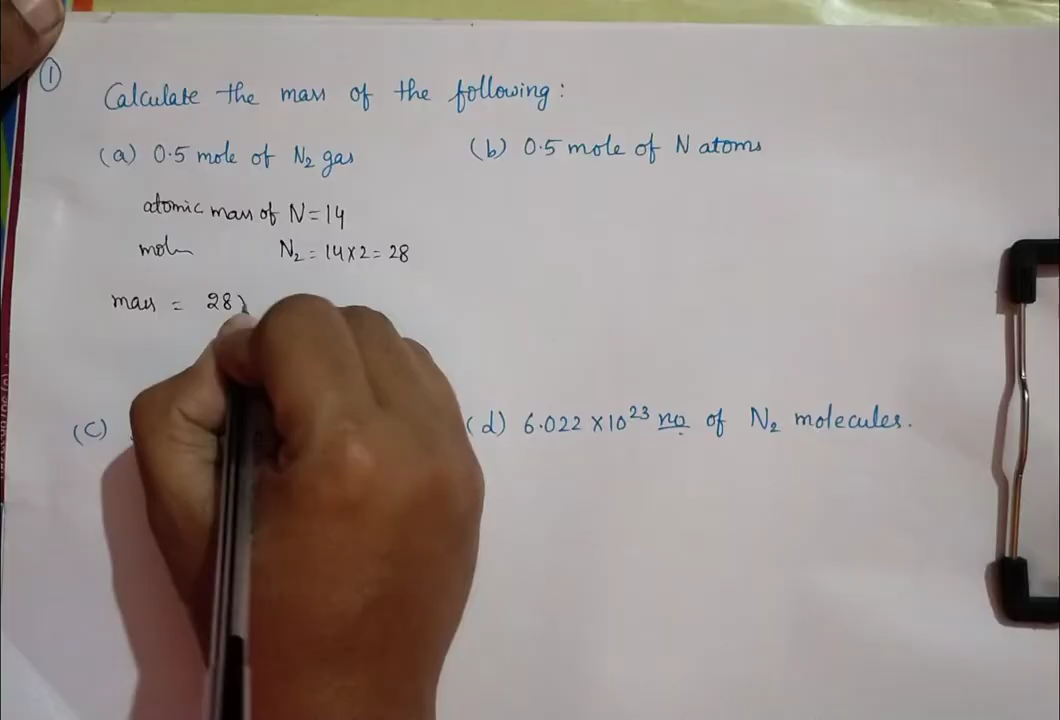 ①
Calculate the mass of the following:
(a) 0.5 mole of N₂ gas
(b) 0.5 mole of N atoms
atomic mass of N = 14
N₂ = 14 × 2 = 28
mass = 28
(c)
(d) 6.022 × 10²³ no of N₂ molecules.